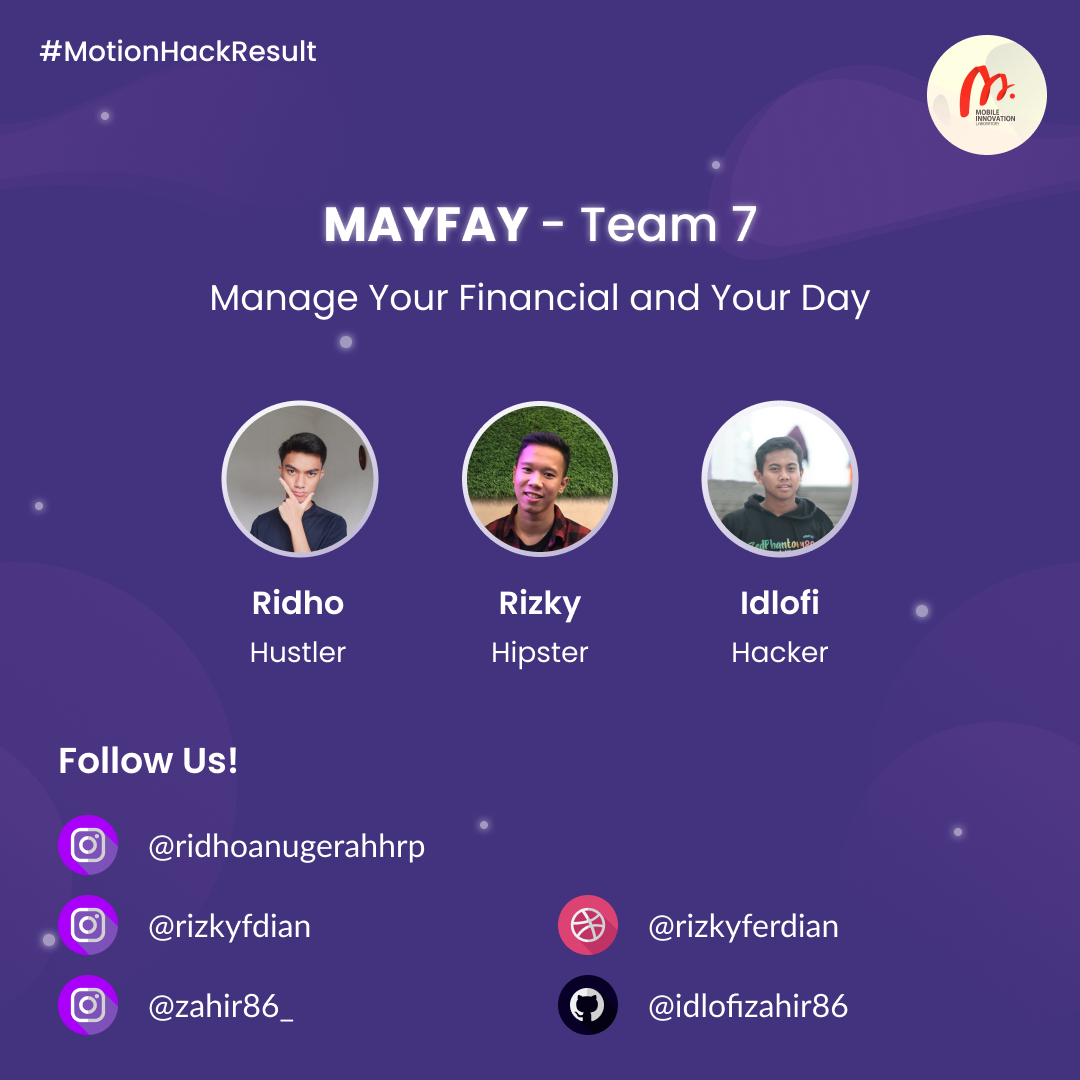 #MotionHackResult
MOBILE
INNOVATION
LABORATORY
MAYFAY - Team 7
Manage Your Financial and Your Day
Ridho
Hustler
Rizky
Hipster
Idlofi
Hacker
Follow Us!
@ridhoanugerahhrp
@rizkyfdian
@rizkyferdian
@zahir86_
@idlofizahir86